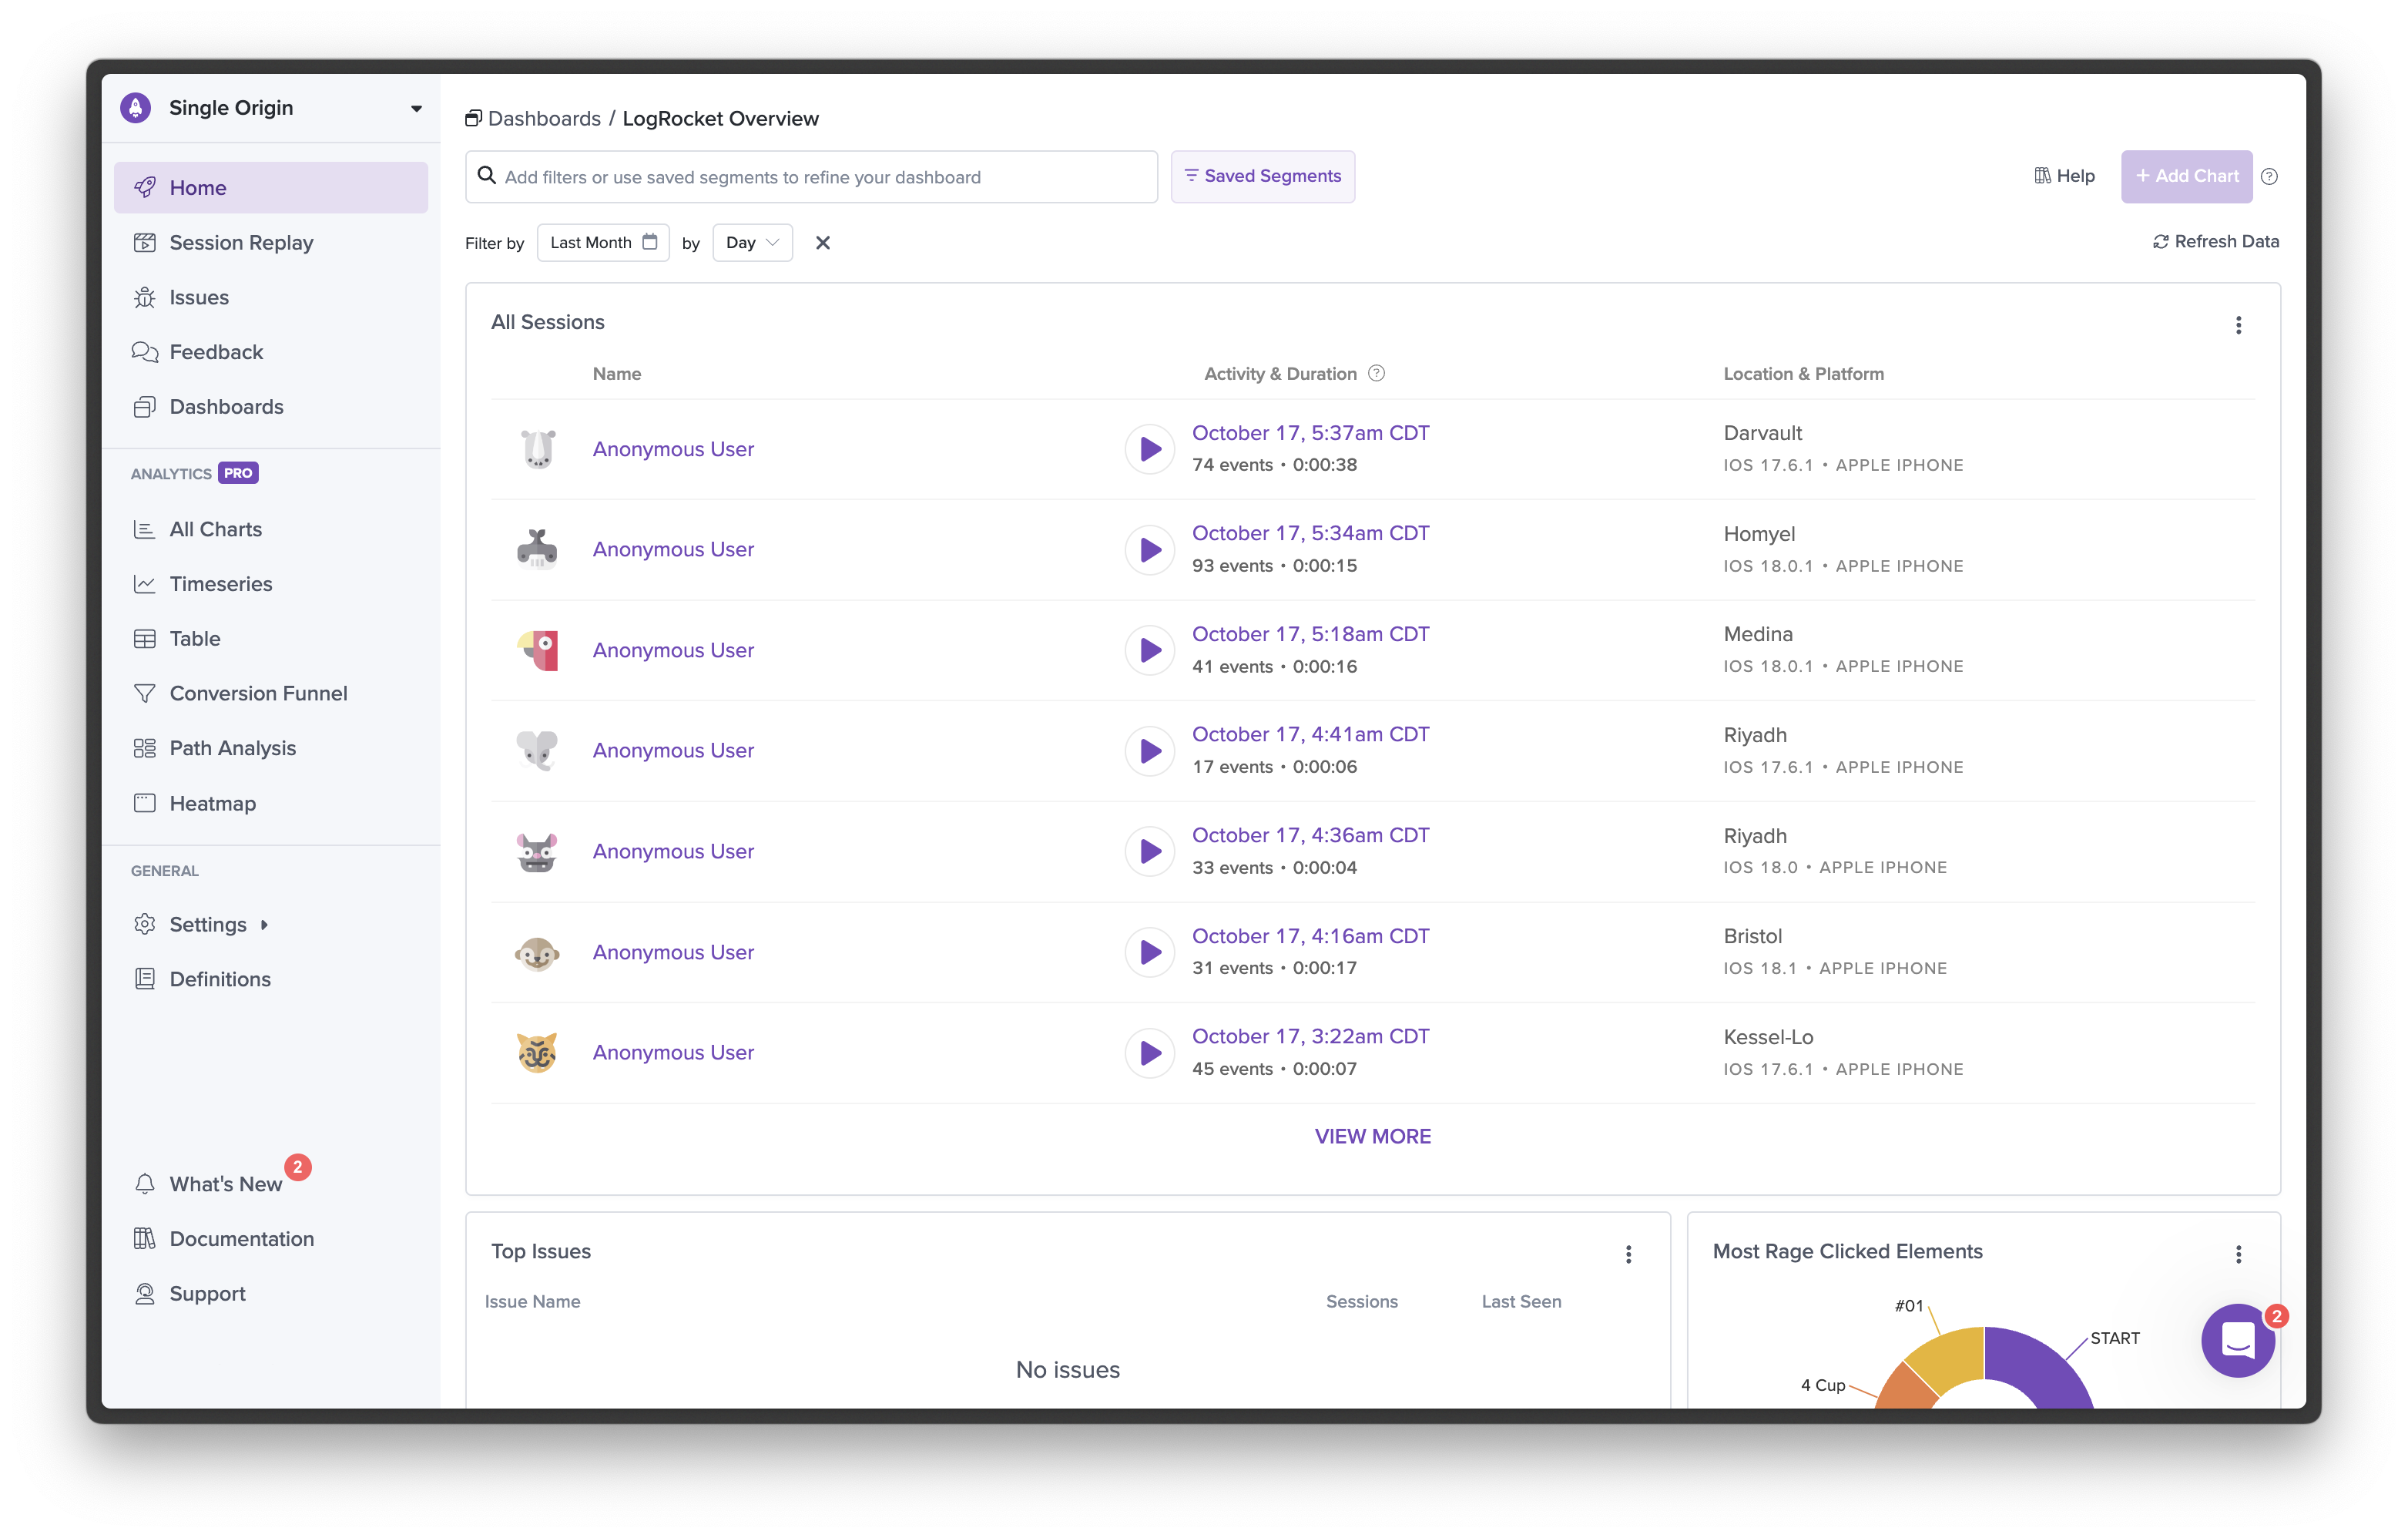 Single Origin
Home
Session Replay
Issues
Feedback
Dashboards
ANALYTICS PRO
All Charts
Timeseries
Table
Conversion Funnel
Path Analysis
Heatmap
GENERAL
Settings
Definitions
What's New 2
Documentation
Support
Dashboards / LogRocket Overview
Add filters or use saved segments to refine your dashboard
Saved Segments
Help
+ Add Chart
Filter by Last Month by Day
Refresh Data
All Sessions
Name Activity & Duration Location & Platform
Anonymous User
October 17, 5:37am CDT
74 events • 0:00:38
Darvault
IOS 17.6.1 • APPLE IPHONE
Anonymous User
October 17, 5:34am CDT
93 events • 0:00:15
Homyel
IOS 18.0.1 • APPLE IPHONE
Anonymous User
October 17, 5:18am CDT
41 events • 0:00:16
Medina
IOS 18.0.1 • APPLE IPHONE
Anonymous User
October 17, 4:41am CDT
17 events • 0:00:06
Riyadh
IOS 17.6.1 • APPLE IPHONE
Anonymous User
October 17, 4:36am CDT
33 events • 0:00:04
Riyadh
IOS 18.0 • APPLE IPHONE
Anonymous User
October 17, 4:16am CDT
31 events • 0:00:17
Bristol
IOS 18.1 • APPLE IPHONE
Anonymous User
October 17, 3:22am CDT
45 events • 0:00:07
Kessel-Lo
IOS 17.6.1 • APPLE IPHONE
VIEW MORE
Top Issues
Issue Name Sessions Last Seen
No issues
Most Rage Clicked Elements
#01
START
4 Cup
2